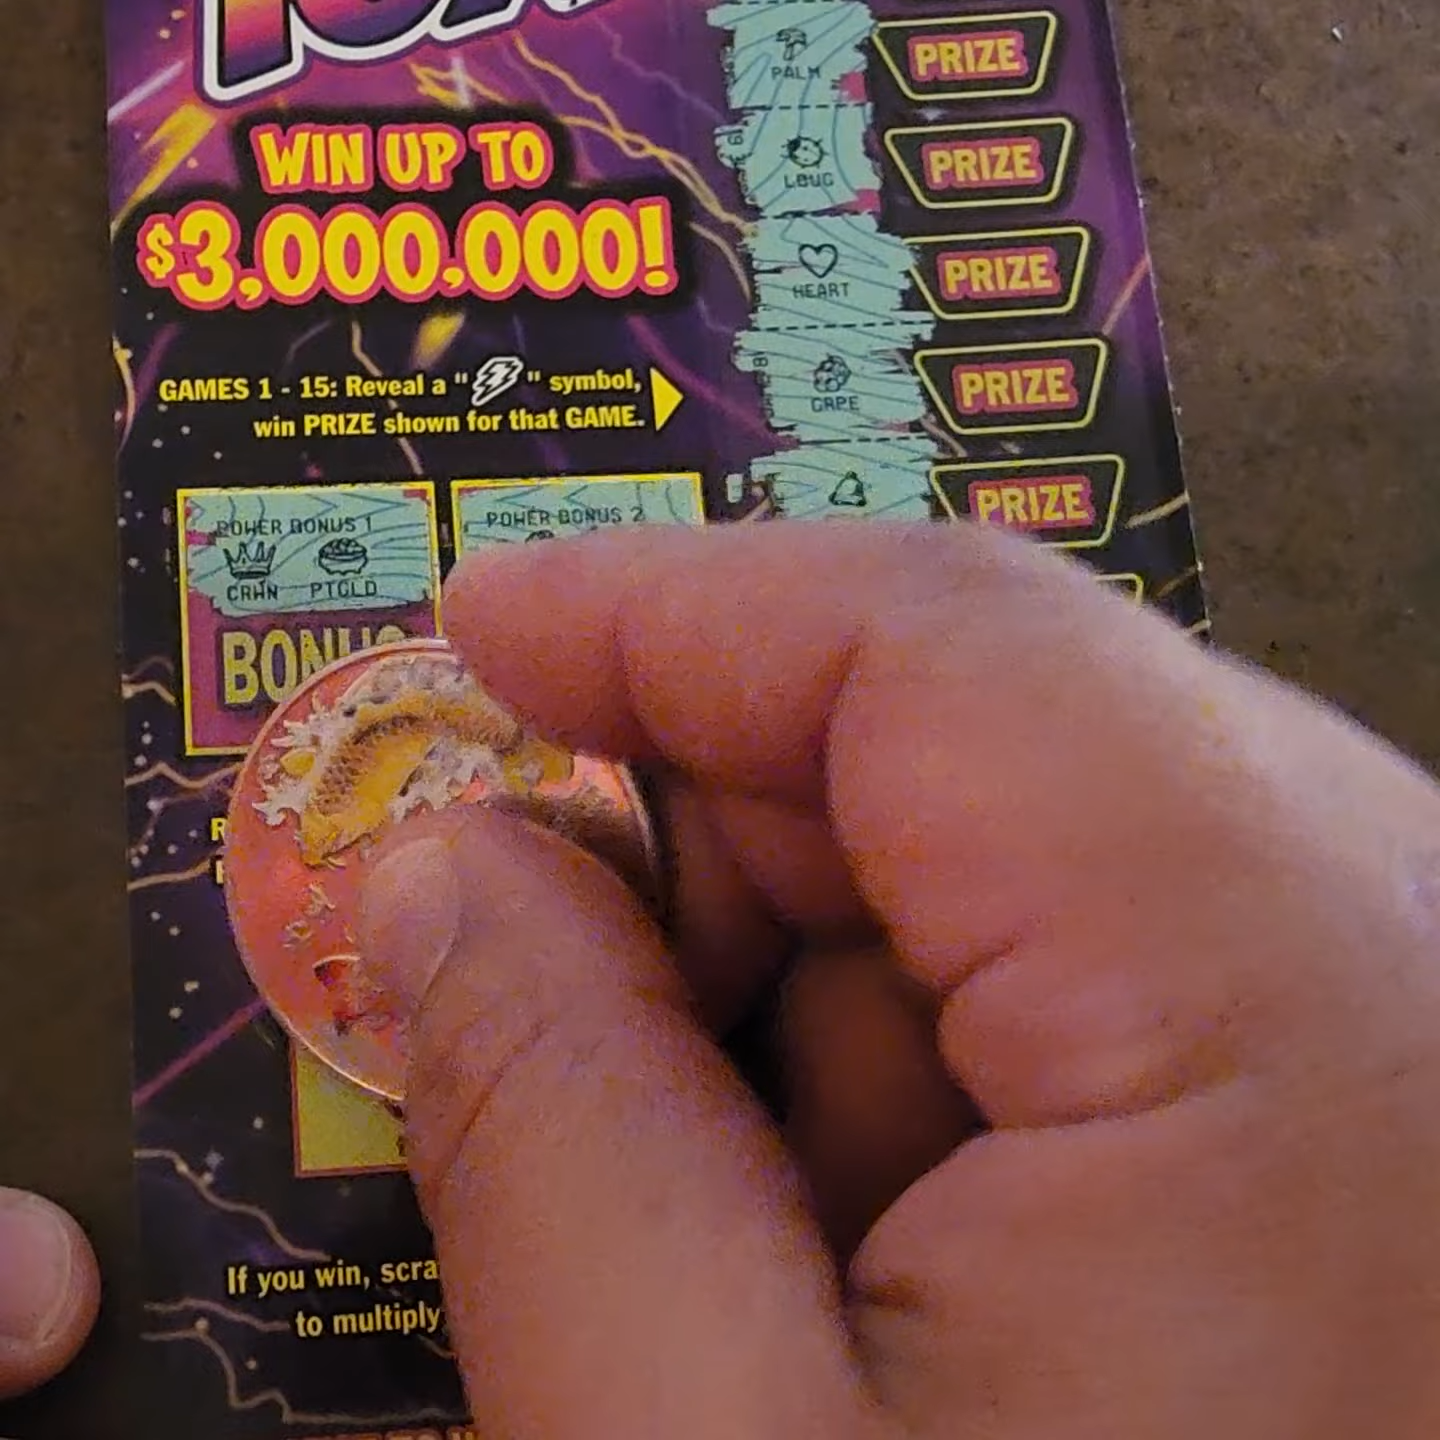 WIN UP TO
$3,000,000!
GAMES 1 - 15: Reveal a " " symbol,
win PRIZE shown for that GAME.
PALM
PRIZE
LBUG
PRIZE
HEART
PRIZE
GRPE
PRIZE
PRIZE
POWER BONUS 1
CRWN PTGLD
BONUS
POWER BONUS 2
If you win, scra
to multiply